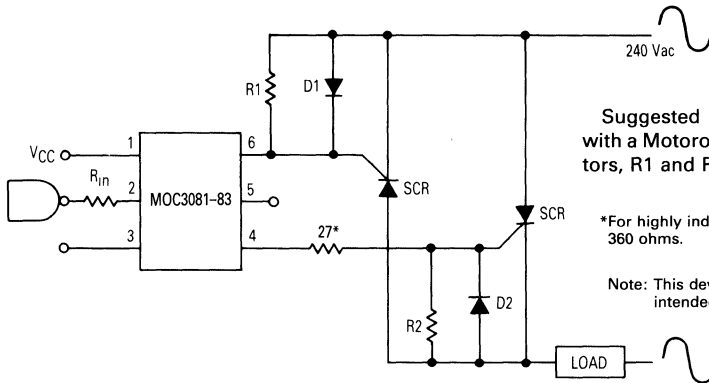 240 Vac
R1
D1
1
6
VCC
Rin
2
MOC3081-83
5
SCR
SCR
3
4
27*
R2
D2
LOAD
Suggested
with a Motoro
tors, R1 and R
*For highly ind
360 ohms.
Note: This dev
intende